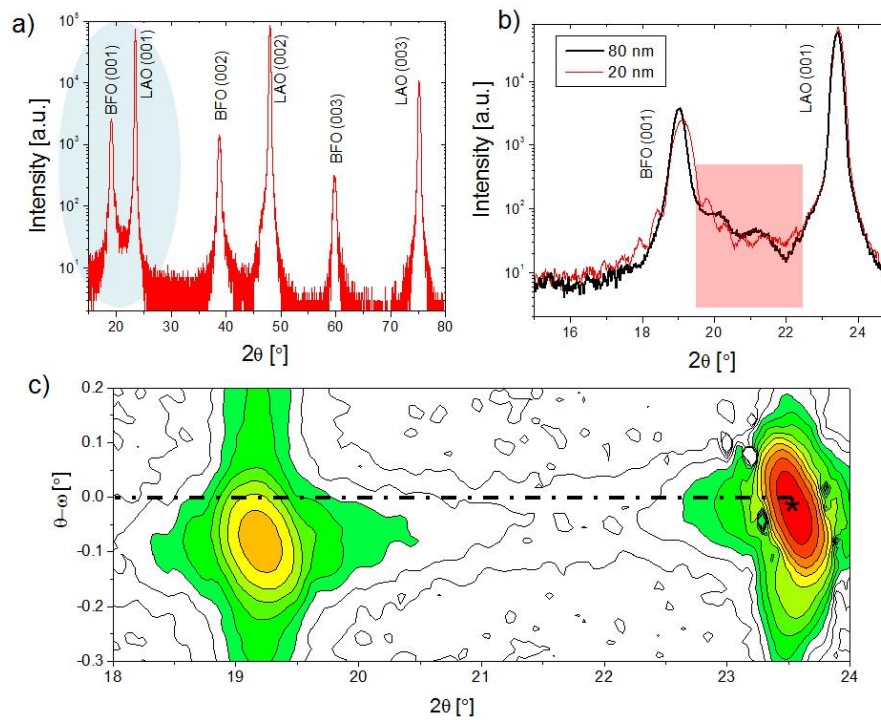 a)
Intensity [a.u.]
10⁵
10⁴
10³
10²
10¹
BFO (001)
LAO (001)
BFO (002)
LAO (002)
BFO (003)
LAO (003)
20 30 40 50 60 70 80
2θ [°]
b)
Intensity [a.u.]
10⁴
10³
10²
10¹
80 nm
20 nm
BFO (001)
LAO (001)
16 18 20 22 24
2θ [°]
c)
θ–ω [°]
0.2
0.1
0.0
-0.1
-0.2
-0.3
*
18 19 20 21 22 23 24
2θ [°]